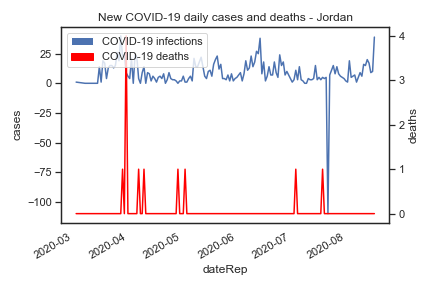 New COVID-19 daily cases and deaths - Jordan
COVID-19 infections
COVID-19 deaths
25
0
−25
−50
−75
−100
cases
4
3
2
1
0
deaths
2020-03
2020-04
2020-05
2020-06
2020-07
2020-08
dateRep